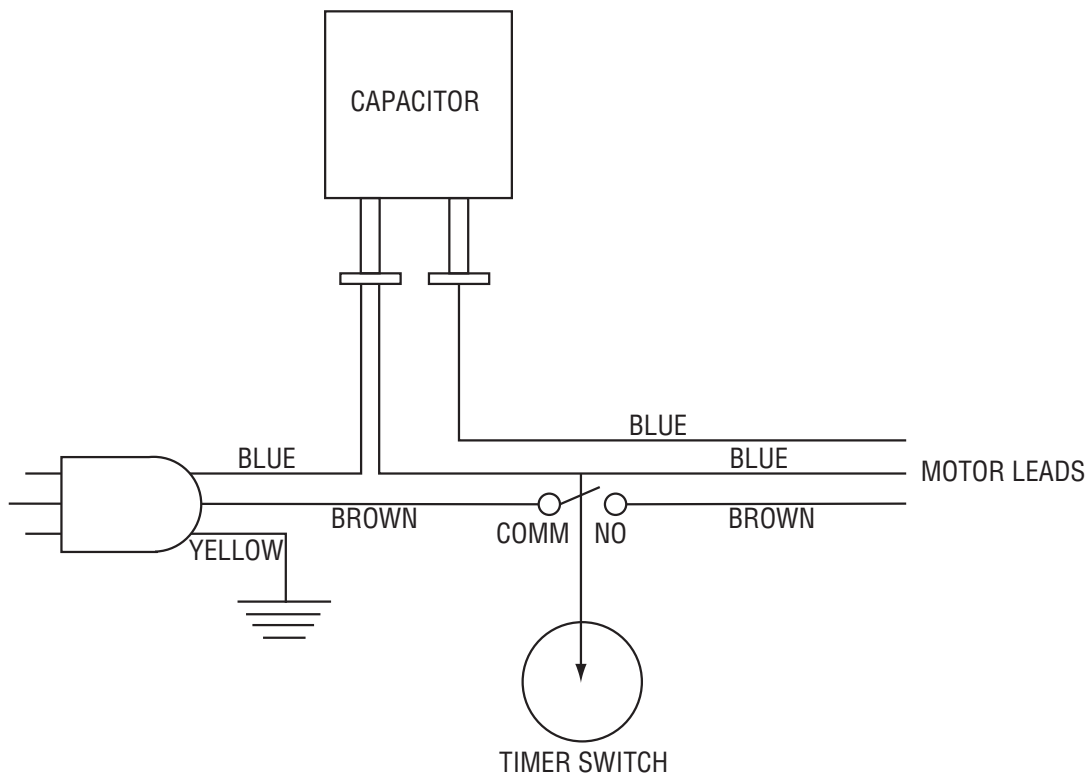 CAPACITOR
BLUE
BLUE
BLUE
MOTOR LEADS
BROWN
COMM
NO
BROWN
YELLOW
TIMER SWITCH